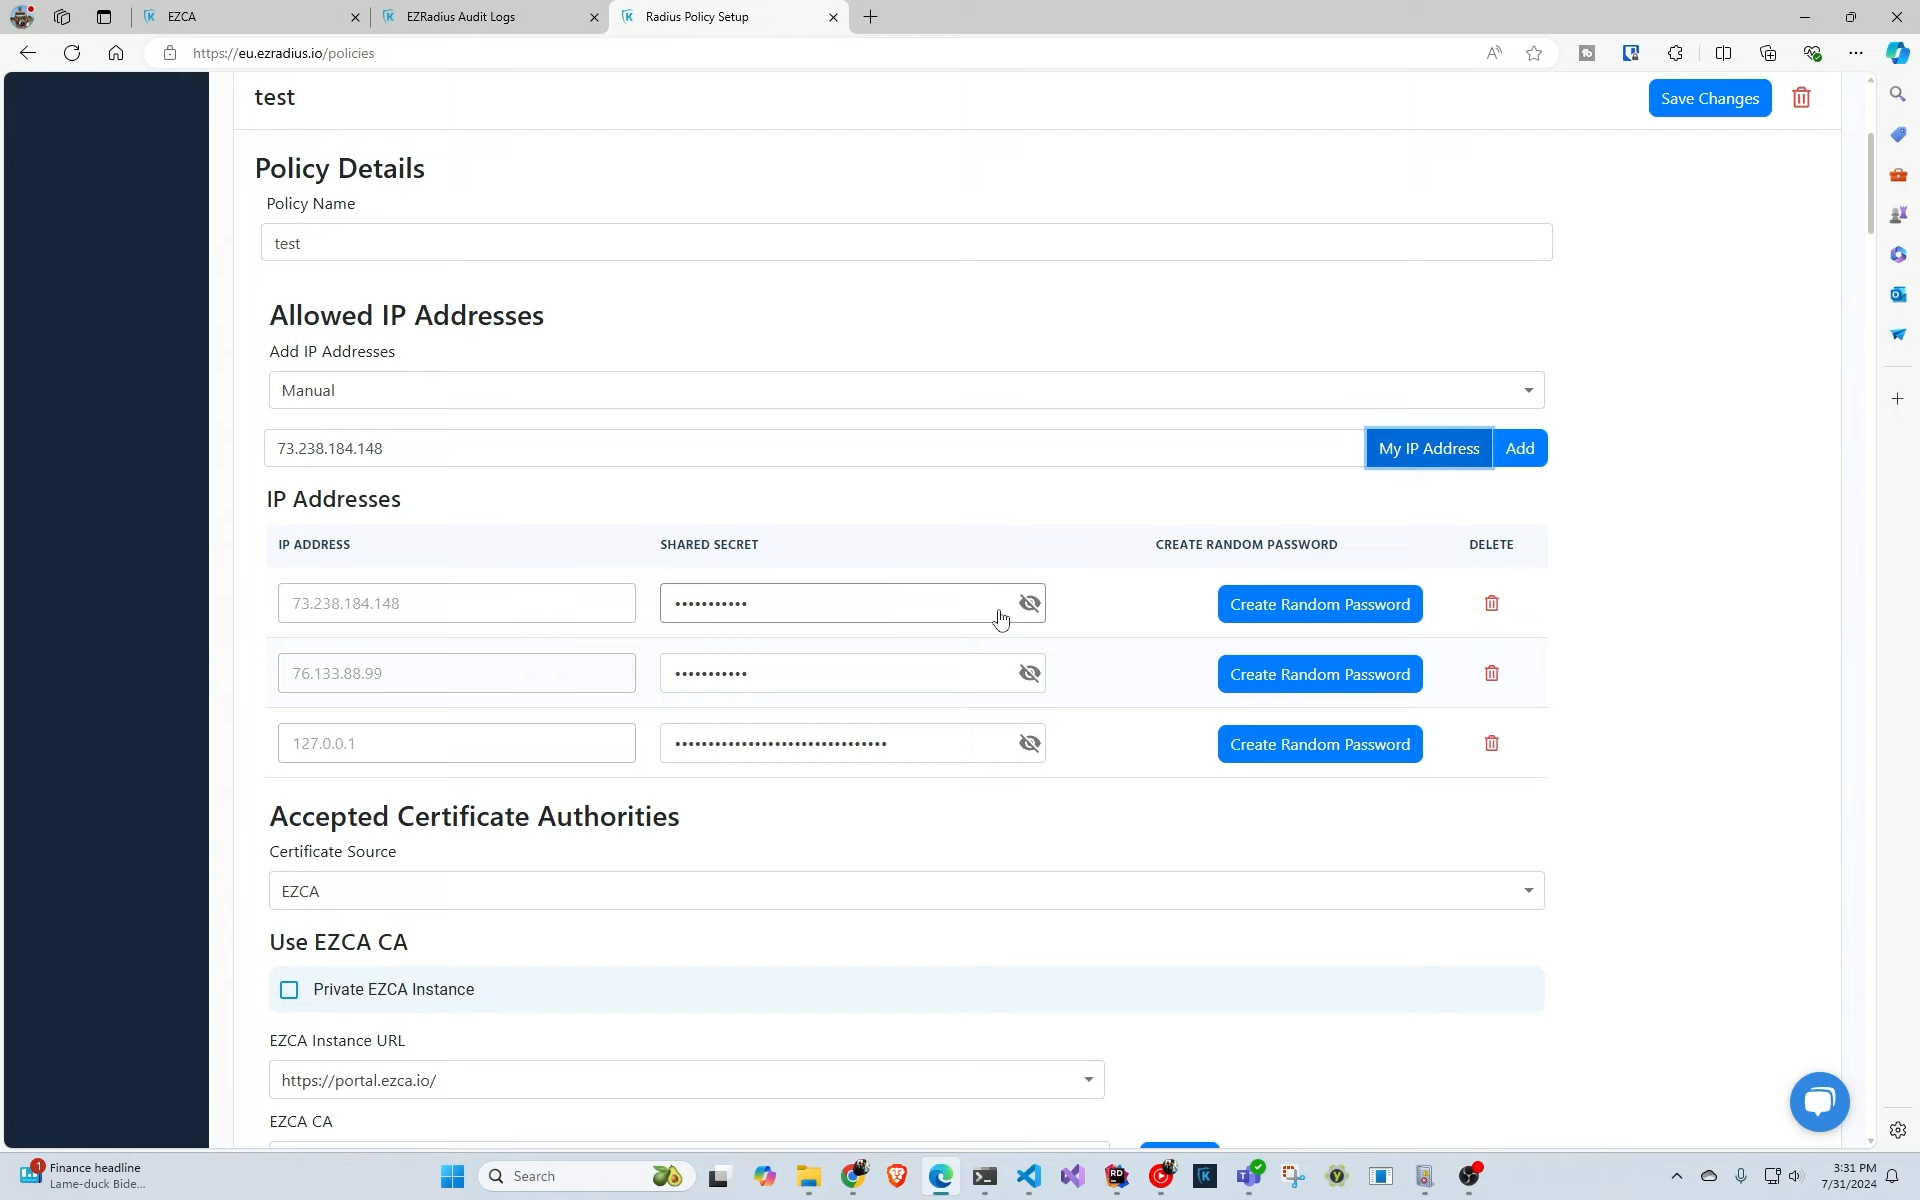 EZCA
EZRadius Audit Logs
Radius Policy Setup
https://eu.ezradius.io/policies
test
Save Changes
Policy Details
Policy Name
test
Allowed IP Addresses
Add IP Addresses
Manual
73.238.184.148
My IP Address
Add
IP Addresses
IP ADDRESS
SHARED SECRET
CREATE RANDOM PASSWORD
DELETE
73.238.184.148
•••••••••••
Create Random Password
76.133.88.99
•••••••••••
Create Random Password
127.0.0.1
••••••••••••••••••••••••••••••••
Create Random Password
Accepted Certificate Authorities
Certificate Source
EZCA
Use EZCA CA
Private EZCA Instance
EZCA Instance URL
https://portal.ezca.io/
EZCA CA
1
Finance headline
Lame-duck Bide...
Search
3:31 PM
7/31/2024